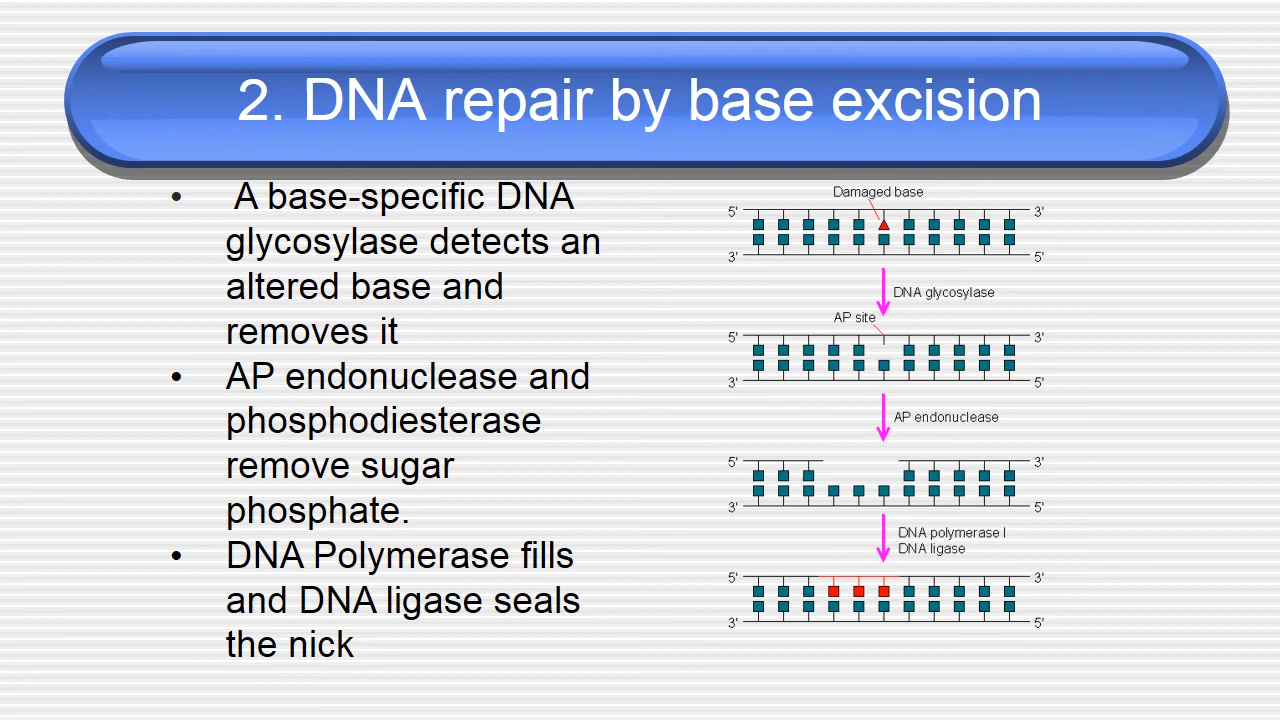 2. DNA repair by base excision
• A base-specific DNA
glycosylase detects an
altered base and
removes it
• AP endonuclease and
phosphodiesterase
remove sugar
phosphate.
• DNA Polymerase fills
and DNA ligase seals
the nick
Damaged base
5' 3'
3' 5'
DNA glycosylase
AP site
5' 3'
3' 5'
AP endonuclease
5' 3'
3' 5'
DNA polymerase I
DNA ligase
5' 3'
3' 5'